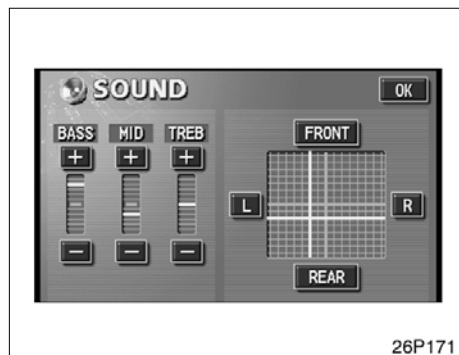 SOUND
OK
BASS MID TREB
+ + +
− − −
FRONT
L
R
REAR
26P171